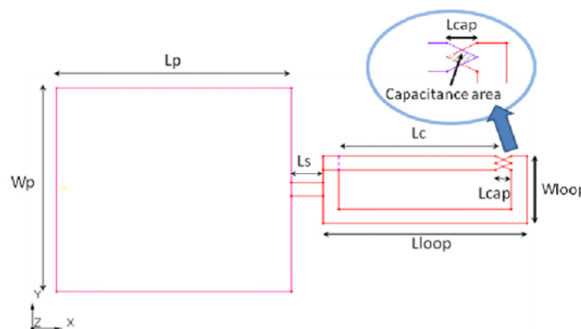 Lcap
Capacitance area
Lp
Lc
Ls
Wp
Lcap
Wloop
Lloop
Y
Z X